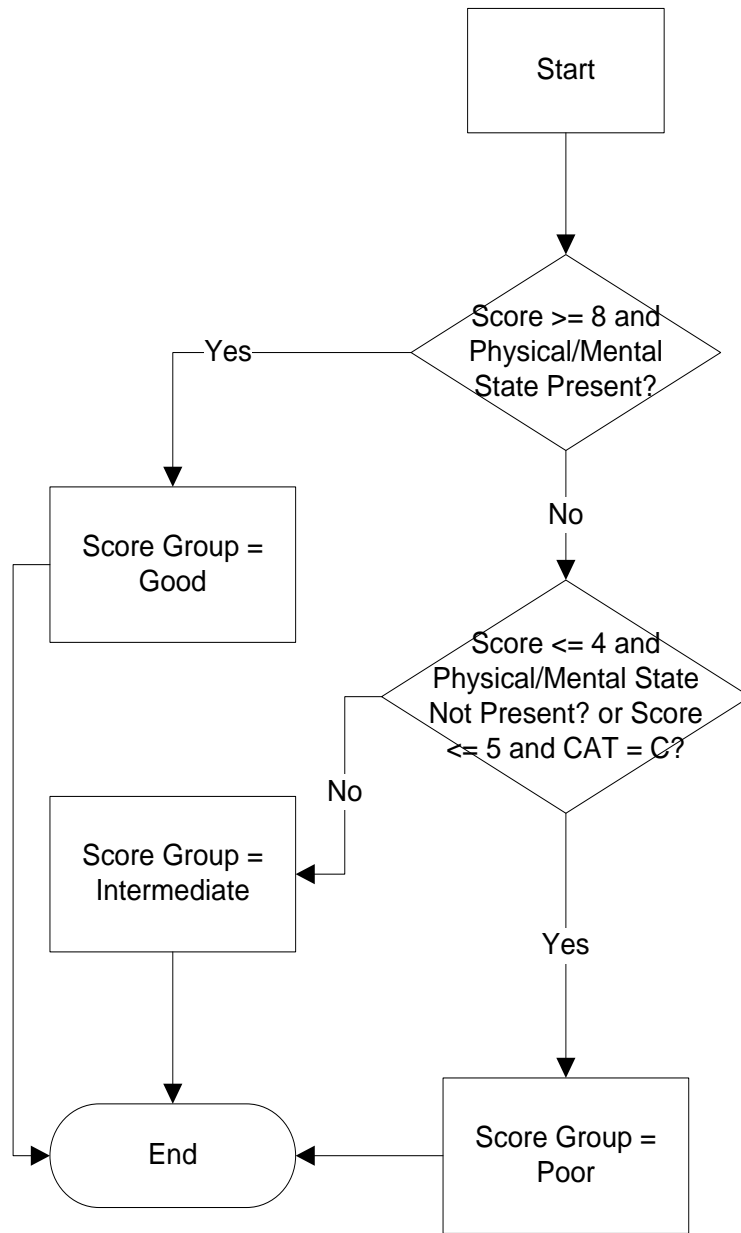 Start
Score >= 8 and
Physical/Mental
State Present?
Yes
No
Score Group =
Good
Score <= 4 and
Physical/Mental State
Not Present? or Score
<= 5 and CAT = C?
No
Score Group =
Intermediate
Yes
End
Score Group =
Poor